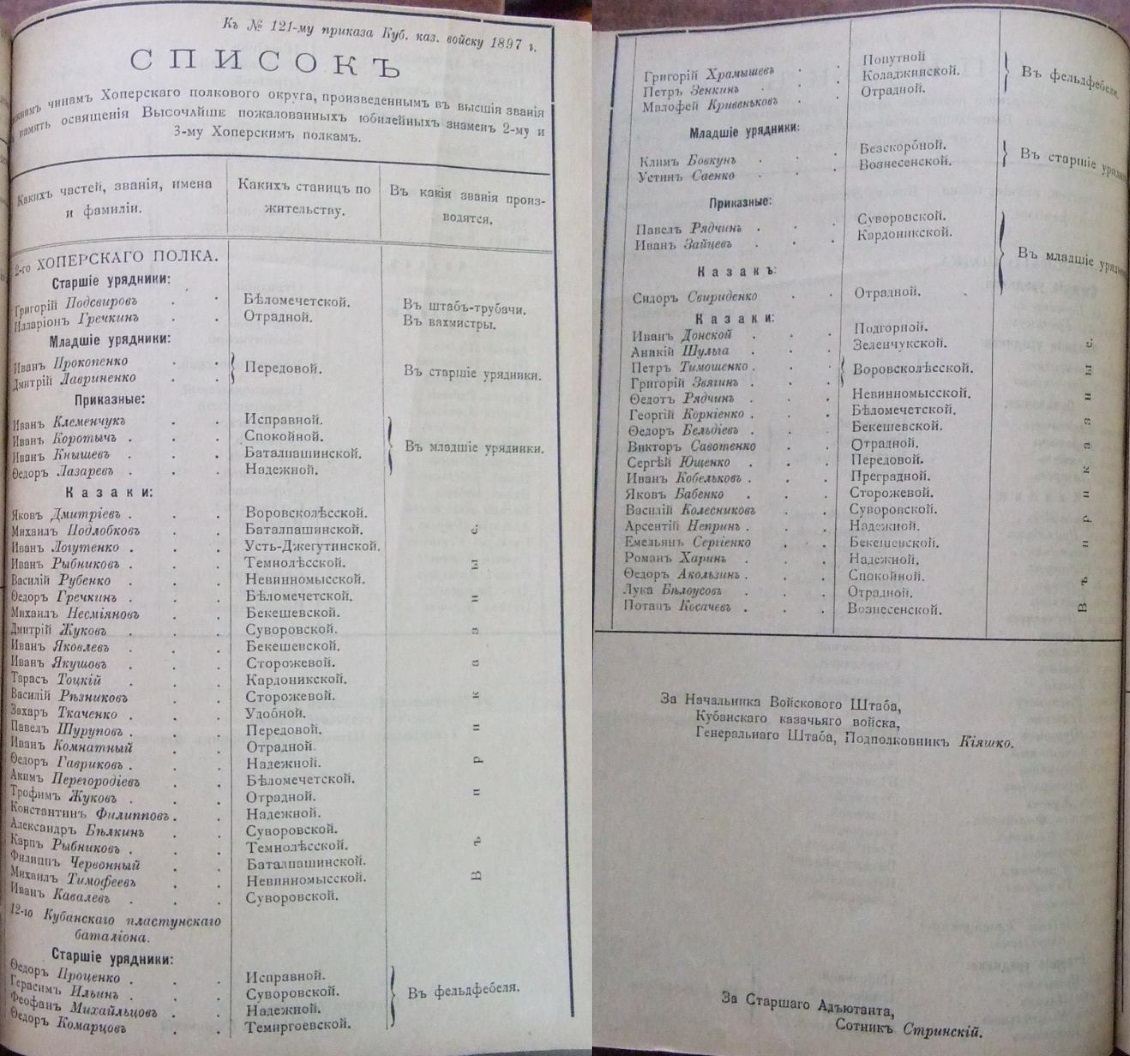 Къ № 121-му приказа Куб. каз. войску 1897 г.
СПИСОКЪ
чинамъ Хоперскаго полкового округа, произведеннымъ въ высшія званія
память освященія Высочайше пожалованныхъ юбилейныхъ знаменъ 2-му и
3-му Хоперскимъ полкамъ.
Какихъ частей, званія, имена Какихъ станицъ по Въ какія званія произ-
и фамиліи. жительству. водятся.
2-го ХОПЕРСКАГО ПОЛКА.
Старшіе урядники:
Григорій Подсвировъ . . Бѣломечетской. Въ штабъ-трубачи.
Илларіонъ Гречкинъ . . Отрадной. Въ вахмистры.
Младшіе урядники:
Иванъ Прокопенко . . } Передовой. Въ старшіе урядники.
Дмитрій Лавриненко . .
Приказные:
Иванъ Клеменчукъ . . Исправной.
Иванъ Коротычъ . . . Спокойной. } Въ младшіе урядники.
Иванъ Кнышевъ . . . Баталпашинской.
Ѳедоръ Лазаревъ . . . Надежной.
Казаки:
Яковъ Дмитріевъ . . . Воровсколѣсской.
Михаилъ Подлобковъ . . Баталпашинской.
Иванъ Логутенко . . . Усть-Джегутинской.
Иванъ Рыбниковъ . . . Темнолѣсской.
Василій Рубенко . . . Невинномысской.
Ѳедоръ Гречкинъ . . . Бѣломечетской.
Михаилъ Несміяновъ . . Бекешевской.
Дмитрій Жуковъ . . . Суворовской.
Иванъ Яковлевъ . . . Бекешевской.
Иванъ Якушовъ . . . Сторожевой.
Тарасъ Тоцкій . . . Кардоникской.
Василій Рѣзниковъ . . Сторожевой.
Захаръ Ткаченко . . . Удобной.
Павелъ Шуруповъ . . . Передовой.
Иванъ Комнатный . . Отрадной.
Ѳедоръ Гавриковъ . . . Надежной.
Акимъ Перегородіевъ . . Бѣломечетской.
Трофимъ Жуковъ . . . Отрадной.
Константинъ Филипповъ . . Надежной.
Александръ Бѣлкинъ . . Суворовской.
Карпъ Рыбниковъ . . . Темнолѣсской.
Филиппъ Червонный . . Баталпашинской.
Михаилъ Тимофеевъ . . Невинномысской.
Иванъ Кавалевъ . . . Суворовской.
Въ приказные.
12-го Кубанскаго пластунскаго
баталіона.
Старшіе урядники:
Ѳедоръ Проценко . . . Исправной.
Герасимъ Ильинъ . . . Суворовской. } Въ фельдфебеля.
Феофанъ Михайльцовъ . . Надежной.
Ѳедоръ Комарцовъ . . Темиргоевской.
Григорій Храмышевъ . . Попутной
Петръ Зенкинъ . . Коладжинской. } Въ фельдфебеля.
Малофей Кривеньковъ . Отрадной.
Младшіе урядники:
Климъ Бовкунъ . . . Безскорбной. } Въ старшіе
Устинъ Саенко . . . Вознесенской.
Приказные:
Павелъ Рядчинъ . . Суворовской.
Иванъ Зайцевъ . . . Кардоникской.
} Въ младшіе
Казакъ:
Сидоръ Свириденко . . Отрадной.
Казаки:
Иванъ Донской . . . Подгорной.
Ананій Шульга . . . Зеленчукской.
Петръ Тимошенко . . . } Воровсколѣсской.
Григорій Звягинъ . . .
Ѳедотъ Рядчинъ . . . Невинномысской.
Георгій Корніенко . . . Бѣломечетской.
Ѳедоръ Бельдіевъ . . . Бекешевской.
Викторъ Савотенко . . Отрадной.
Сергѣй Ющенко . . . Передовой.
Иванъ Кобельковъ . . . Преградной.
Яковъ Бабенко . . . Сторожевой.
Василій Колесниковъ . . Суворовской.
Арсентій Непринъ . . . Надежной.
Емельянъ Сергіенко . . Бекешевской.
Романъ Харинъ . . . Надежной.
Ѳедоръ Акользинъ . . . Спокойной.
Лука Бѣлоусовъ . . . Отрадной.
Потапъ Косачевъ . . . Вознесенской.
Въ приказные.
За Начальника Войскового Штаба,
Кубанскаго казачьяго войска,
Генеральнаго Штаба, Подполковникъ Кіяшко.
За Старшаго Адъютанта,
Сотникъ Стринскій.